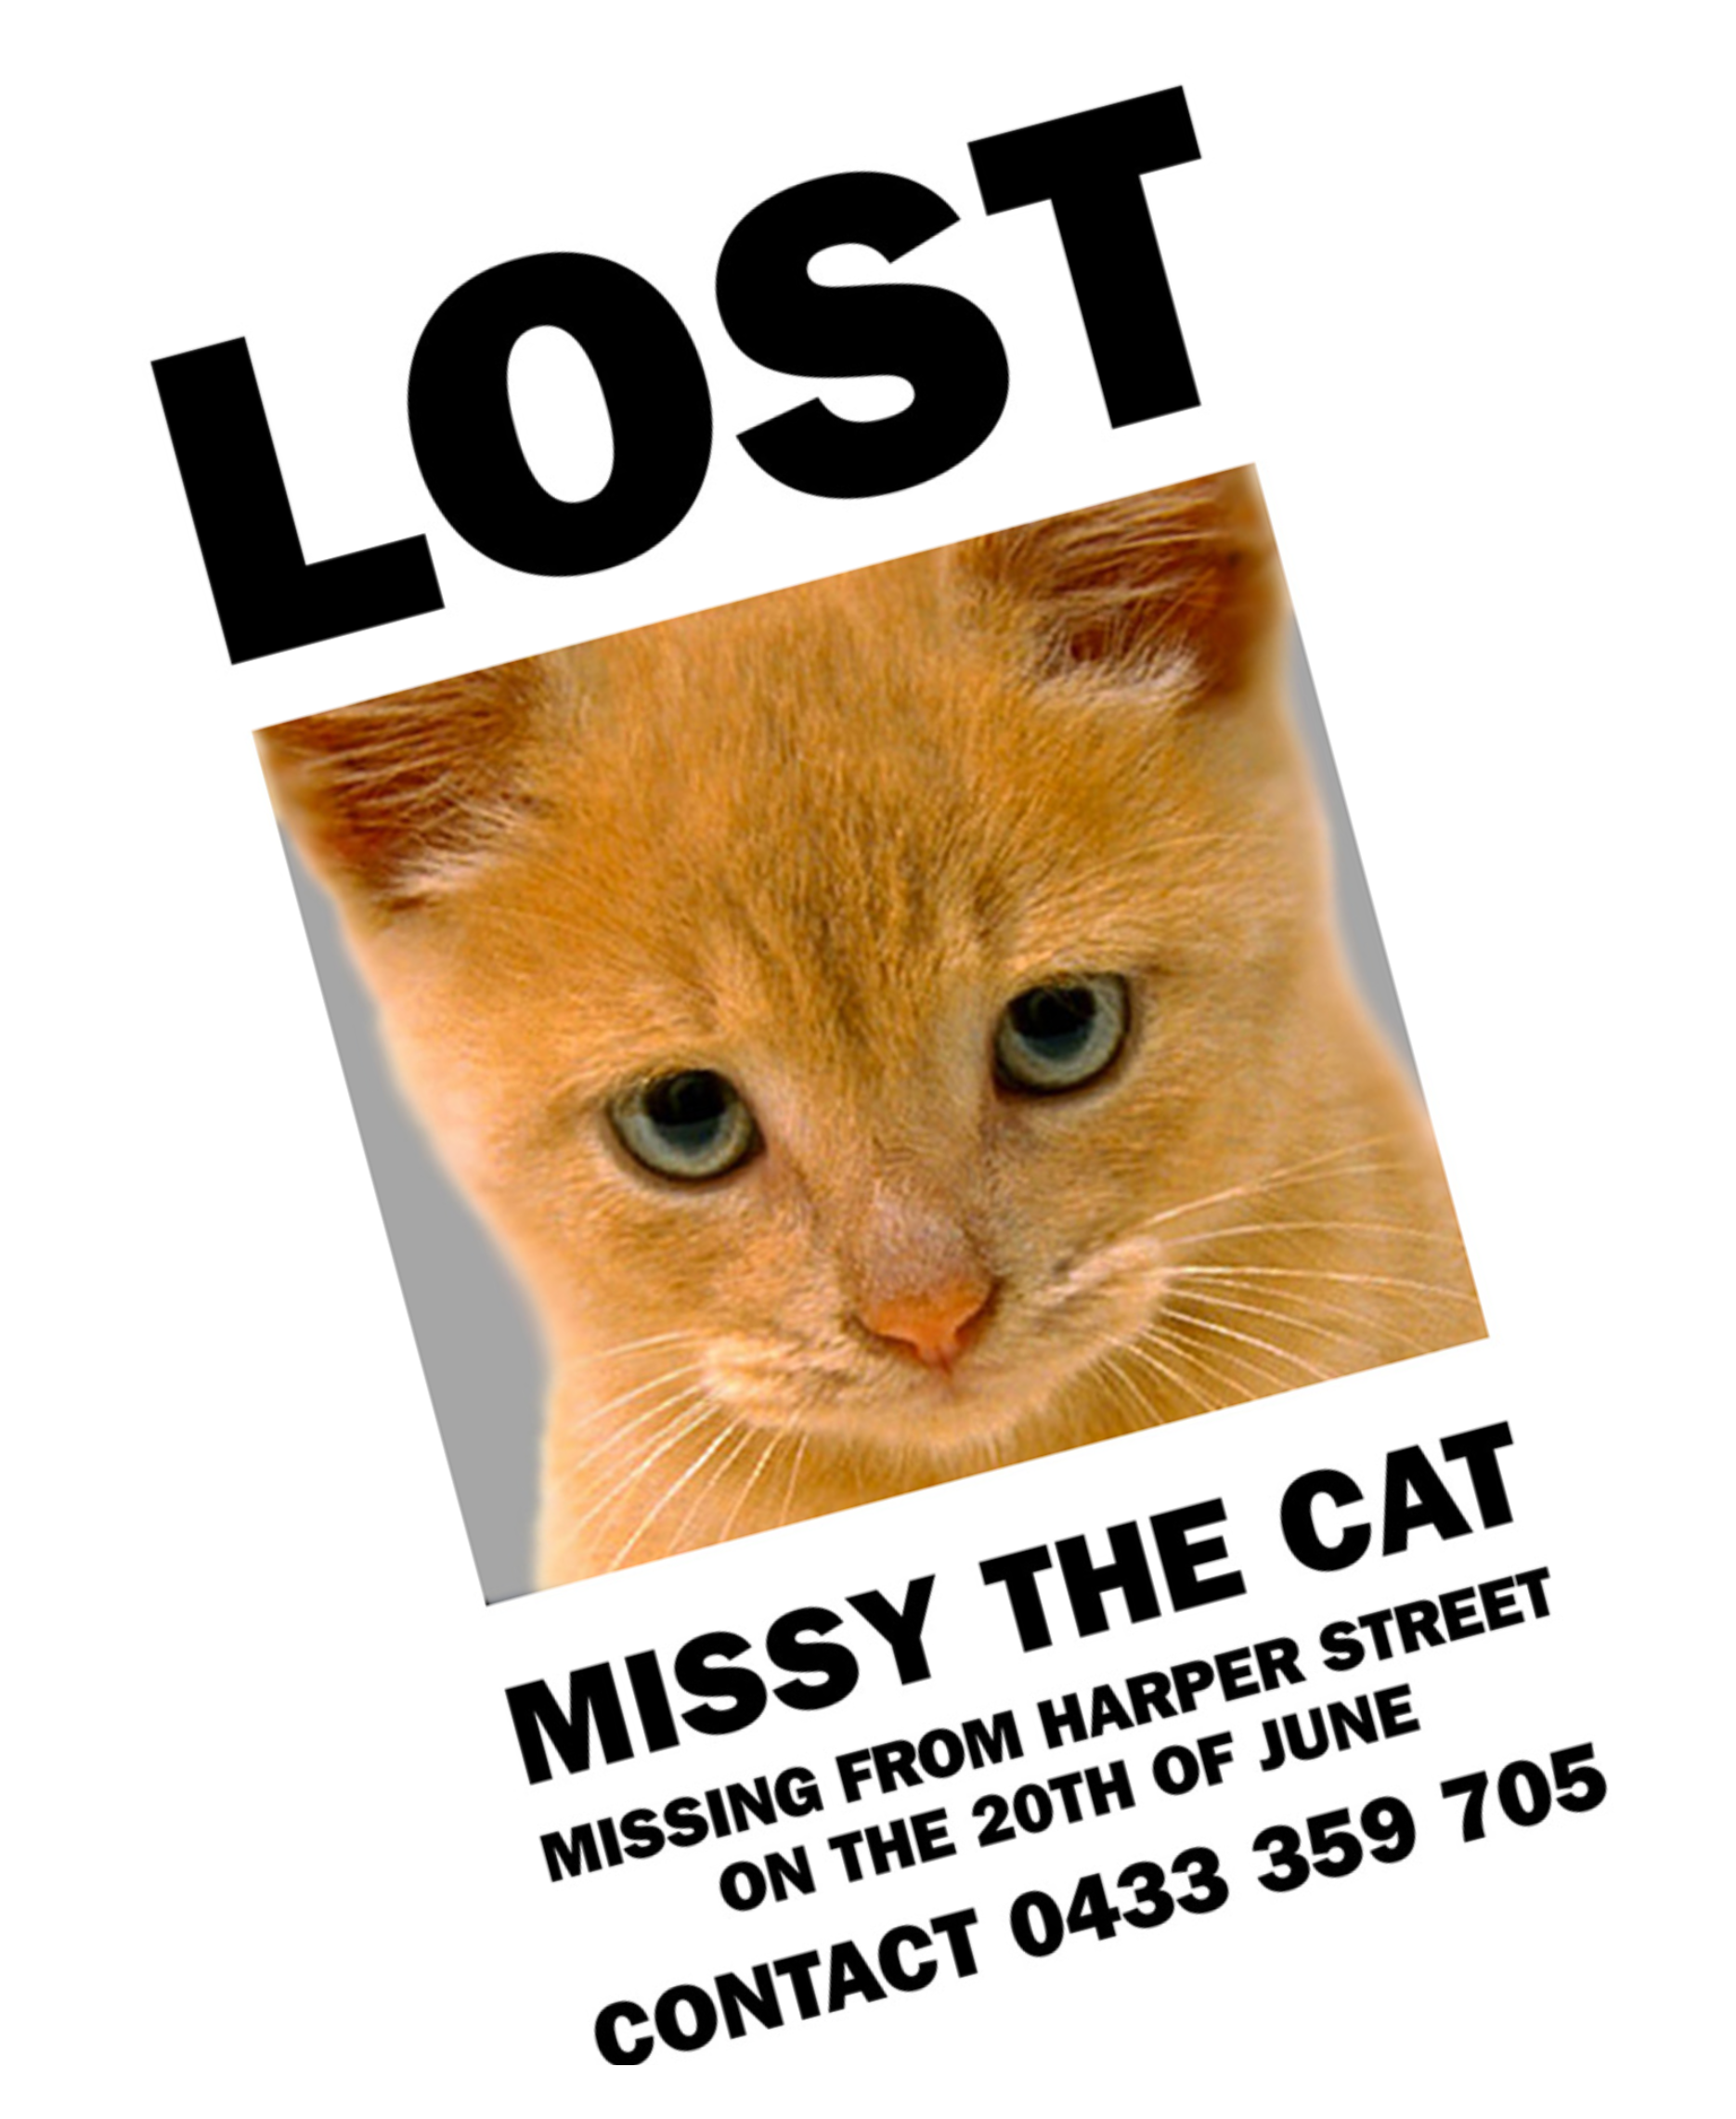 LOST
MISSY THE CAT
MISSING FROM HARPER STREET
ON THE 20TH OF JUNE
CONTACT 0433 359 705